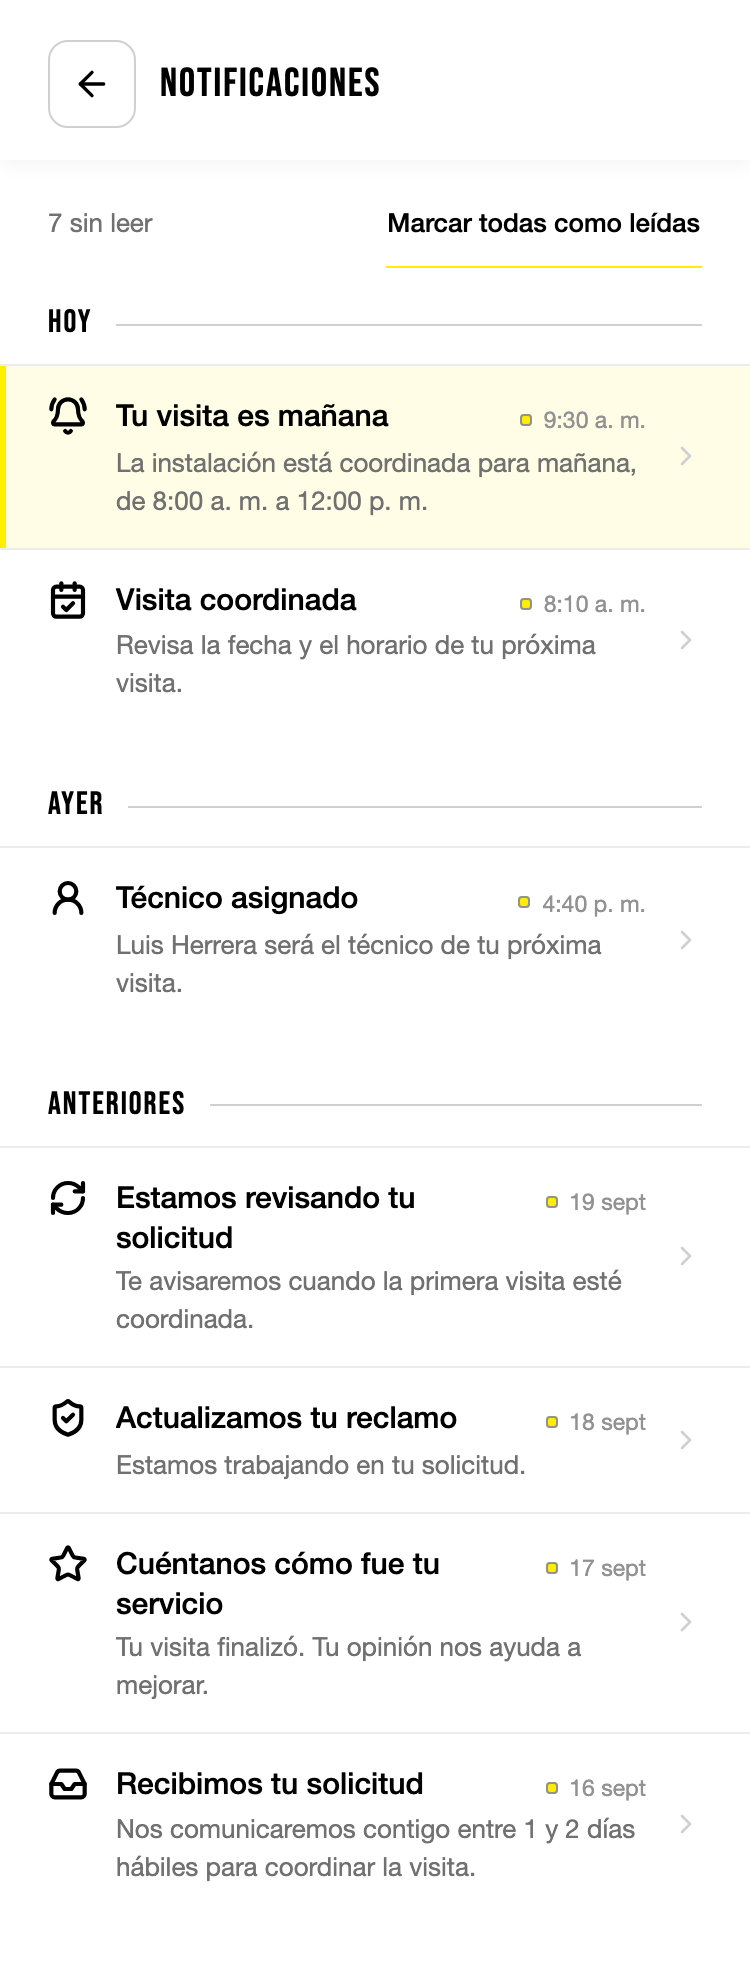 NOTIFICACIONES
7 sin leer
Marcar todas como leídas
HOY
Tu visita es mañana
9:30 a. m.
La instalación está coordinada para mañana,
de 8:00 a. m. a 12:00 p. m.
Visita coordinada
8:10 a. m.
Revisa la fecha y el horario de tu próxima
visita.
AYER
Técnico asignado
4:40 p. m.
Luis Herrera será el técnico de tu próxima
visita.
ANTERIORES
Estamos revisando tu
solicitud
19 sept
Te avisaremos cuando la primera visita esté
coordinada.
Actualizamos tu reclamo
18 sept
Estamos trabajando en tu solicitud.
Cuéntanos cómo fue tu
servicio
17 sept
Tu visita finalizó. Tu opinión nos ayuda a
mejorar.
Recibimos tu solicitud
16 sept
Nos comunicaremos contigo entre 1 y 2 días
hábiles para coordinar la visita.